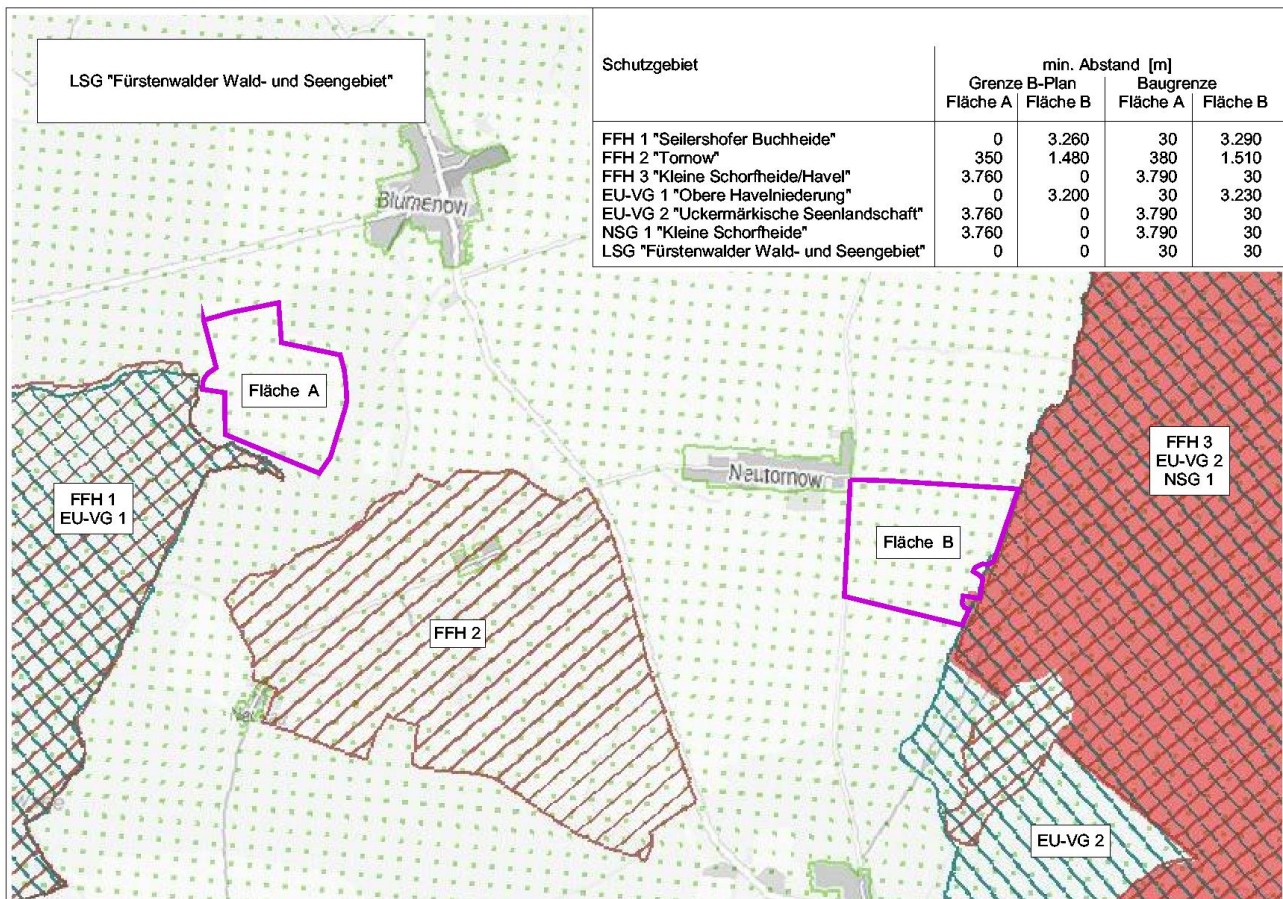 LSG "Fürstenwalder Wald- und Seengebiet"
Schutzgebiet min. Abstand [m]
Grenze B-Plan Baugrenze
Fläche A Fläche B Fläche A Fläche B
FFH 1 "Seilershofer Buchheide" 0 3.260 30 3.290
FFH 2 "Tornow" 350 1.480 380 1.510
FFH 3 "Kleine Schorfheide/Havel" 3.760 0 3.790 30
EU-VG 1 "Obere Havelniederung" 0 3.200 30 3.230
EU-VG 2 "Uckermärkische Seenlandschaft" 3.760 0 3.790 30
NSG 1 "Kleine Schorfheide" 3.760 0 3.790 30
LSG "Fürstenwalder Wald- und Seengebiet" 0 0 30 30
Blumenow
Fläche A
FFH 1
EU-VG 1
FFH 2
Neutornow
Fläche B
FFH 3
EU-VG 2
NSG 1
EU-VG 2